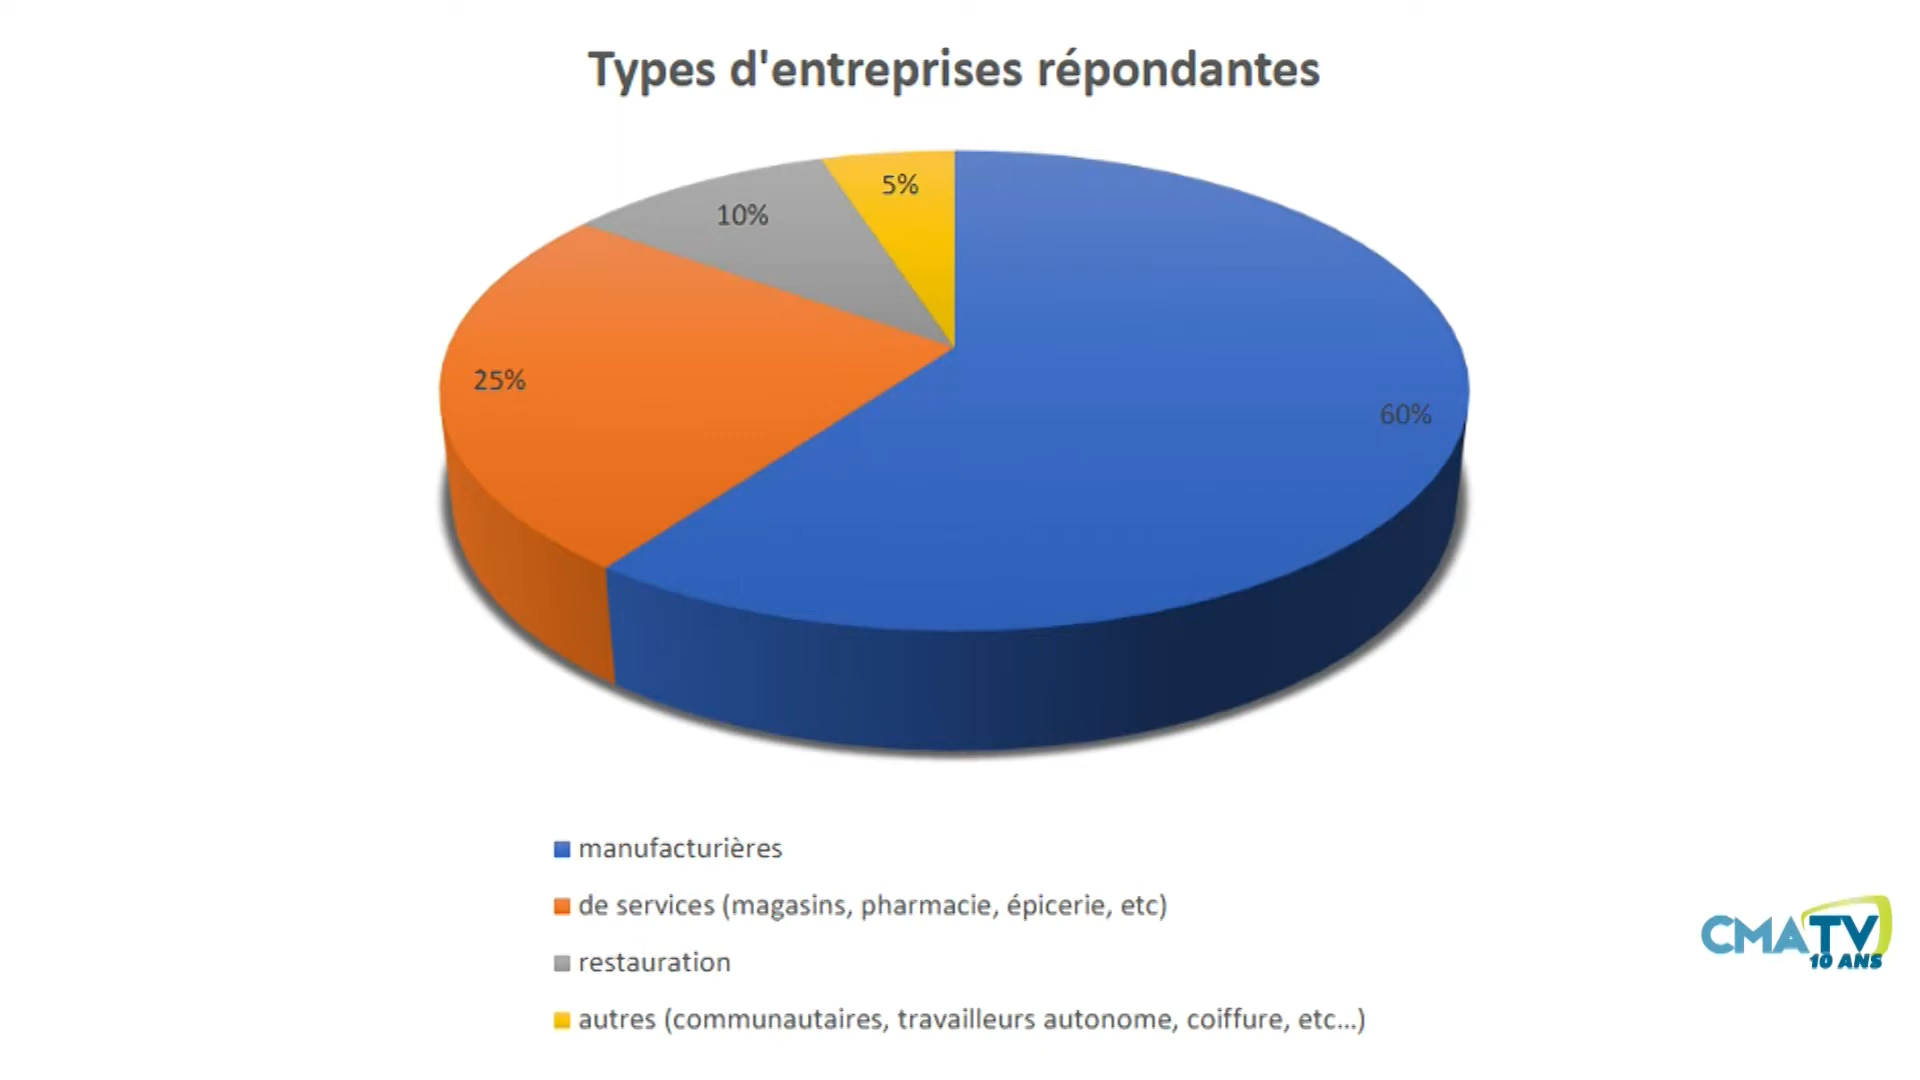 Types d'entreprises répondantes
5%
10%
25%
60%
manufacturières
de services (magasins, pharmacie, épicerie, etc)
restauration
autres (communautaires, travailleurs autonome, coiffure, etc...)
CMATV
10 ANS